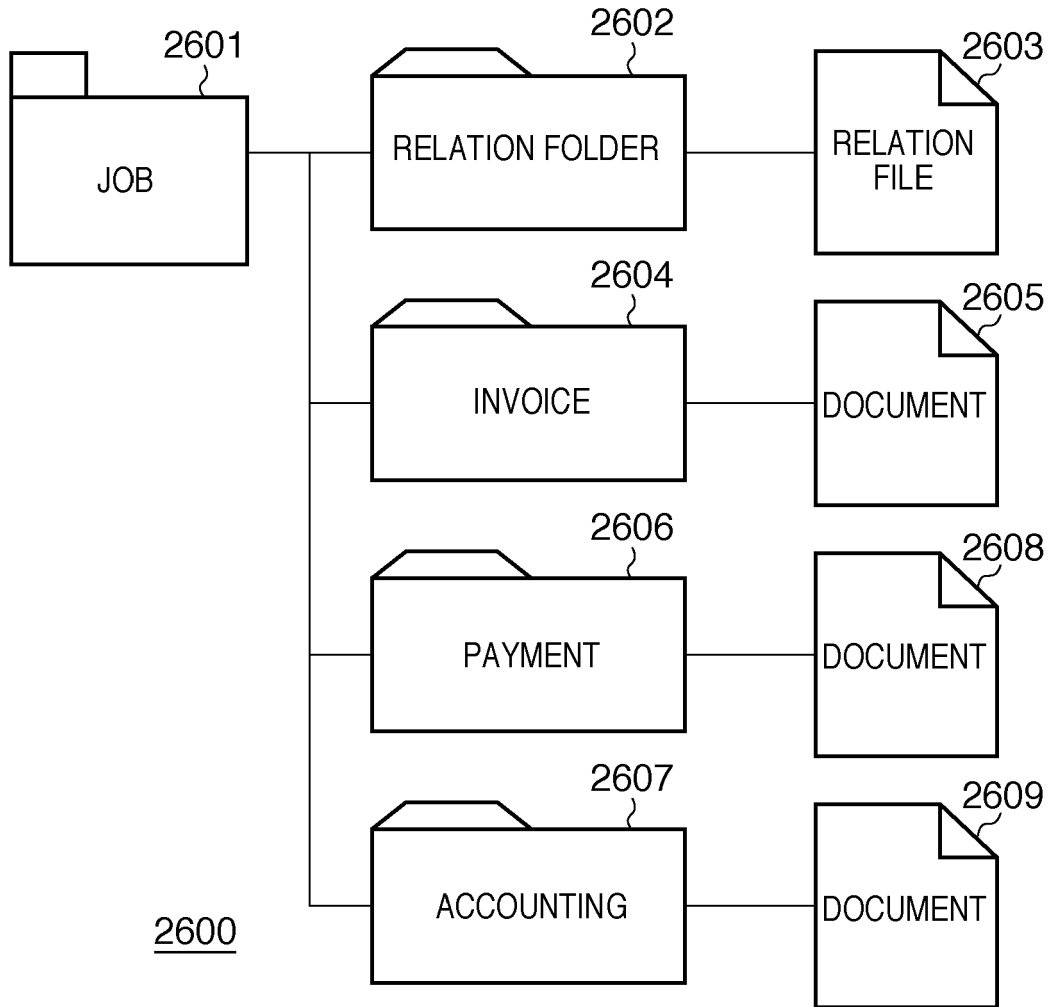 2601
JOB
2602
RELATION FOLDER
2603
RELATION
FILE
2604
INVOICE
2605
DOCUMENT
2606
PAYMENT
2608
DOCUMENT
2607
ACCOUNTING
2609
DOCUMENT
2600